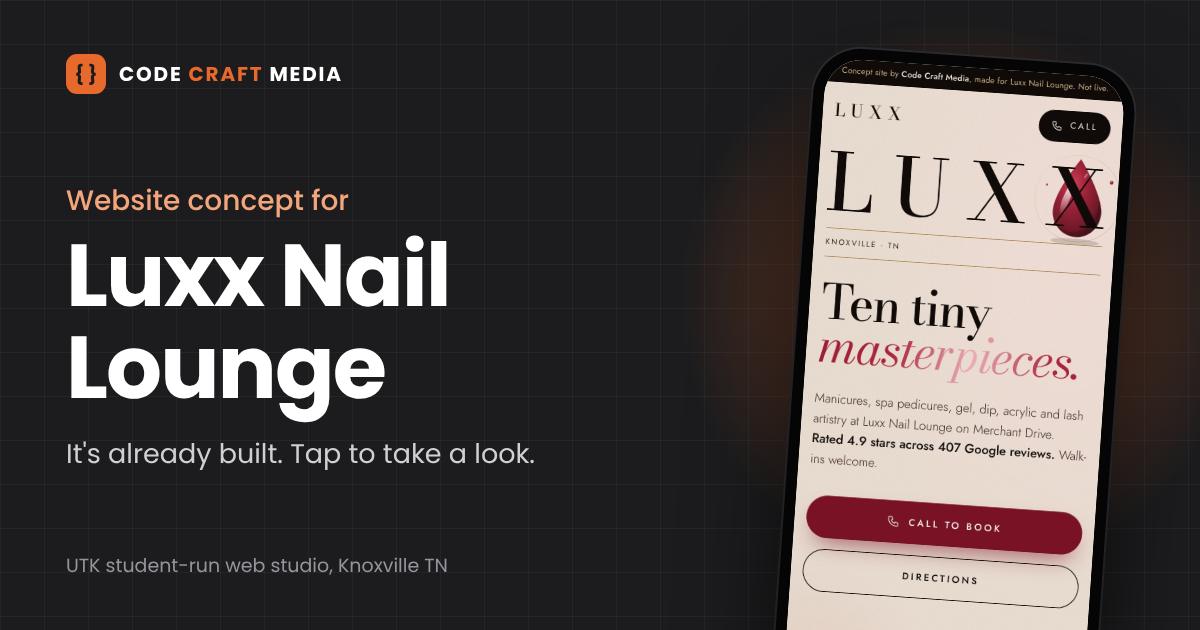 { } CODE CRAFT MEDIA
Website concept for
Luxx Nail
Lounge
It's already built. Tap to take a look.
UTK student-run web studio, Knoxville TN
Concept site by Code Craft Media, made for Luxx Nail Lounge. Not live.
LUXX
CALL
LUXX
KNOXVILLE · TN
Ten tiny
masterpieces.
Manicures, spa pedicures, gel, dip, acrylic and lash
artistry at Luxx Nail Lounge on Merchant Drive.
Rated 4.9 stars across 407 Google reviews. Walk-
ins welcome.
CALL TO BOOK
DIRECTIONS